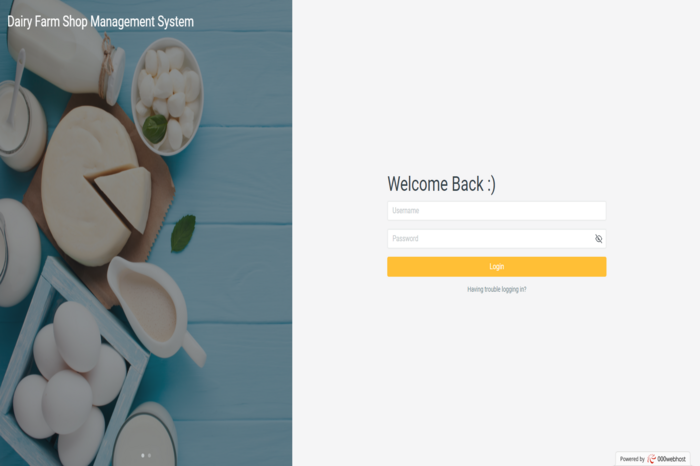 Dairy Farm Shop Management System
Welcome Back :)
Username
Password
Login
Having trouble logging in?
Powered by 000webhost